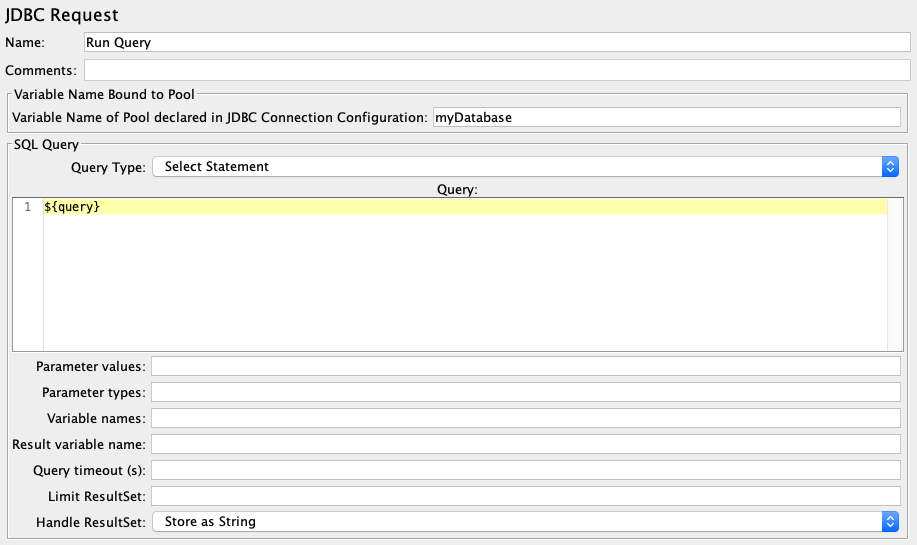 JDBC Request
Name: Run Query
Comments:
Variable Name Bound to Pool
Variable Name of Pool declared in JDBC Connection Configuration: myDatabase
SQL Query
Query Type: Select Statement
Query:
1 ${query}
Parameter values:
Parameter types:
Variable names:
Result variable name:
Query timeout (s):
Limit ResultSet:
Handle ResultSet: Store as String